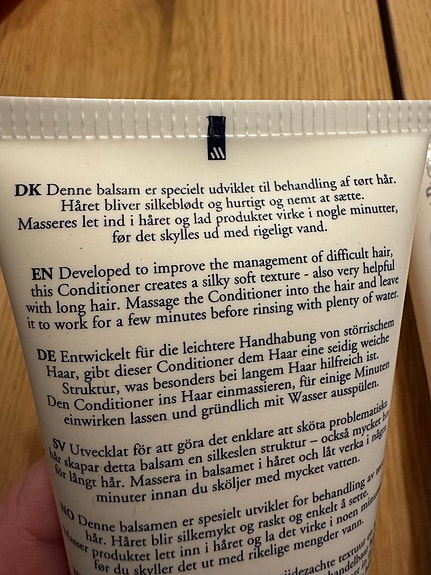 DK Denne balsam er specielt udviklet til behandling af tørt hår.
Håret bliver silkeblødt og hurtigt og nemt at sætte.
Masseres let ind i håret og lad produktet virke i nogle minutter,
før det skylles ud med rigeligt vand.
EN Developed to improve the management of difficult hair,
this Conditioner creates a silky soft texture - also very helpful
with long hair. Massage the Conditioner into the hair and leave
it to work for a few minutes before rinsing with plenty of water.
DE Entwickelt für die leichtere Handhabung von störrischem
Haar, gibt dieser Conditioner dem Haar eine seidig weiche
Struktur, was besonders bei langem Haar hilfreich ist.
Den Conditioner ins Haar einmassieren, für einige Minuten
einwirken lassen und gründlich mit Wasser ausspülen.
SV Utvecklat för att göra det enklare att sköta problematiska
hår skapar detta balsam en silkeslen struktur – också mycket
för långt hår. Massera in balsamet i håret och låt verka i
minuter innan du sköljer med mycket vatten.
NO Denne balsamen er spesielt utviklet for behandling av
hår. Håret blir silkemykt og raskt og enkelt å sette.
Masser produktet lett inn i håret og la det virke i noen
før du skyller det ut med rikelige mengder vann.